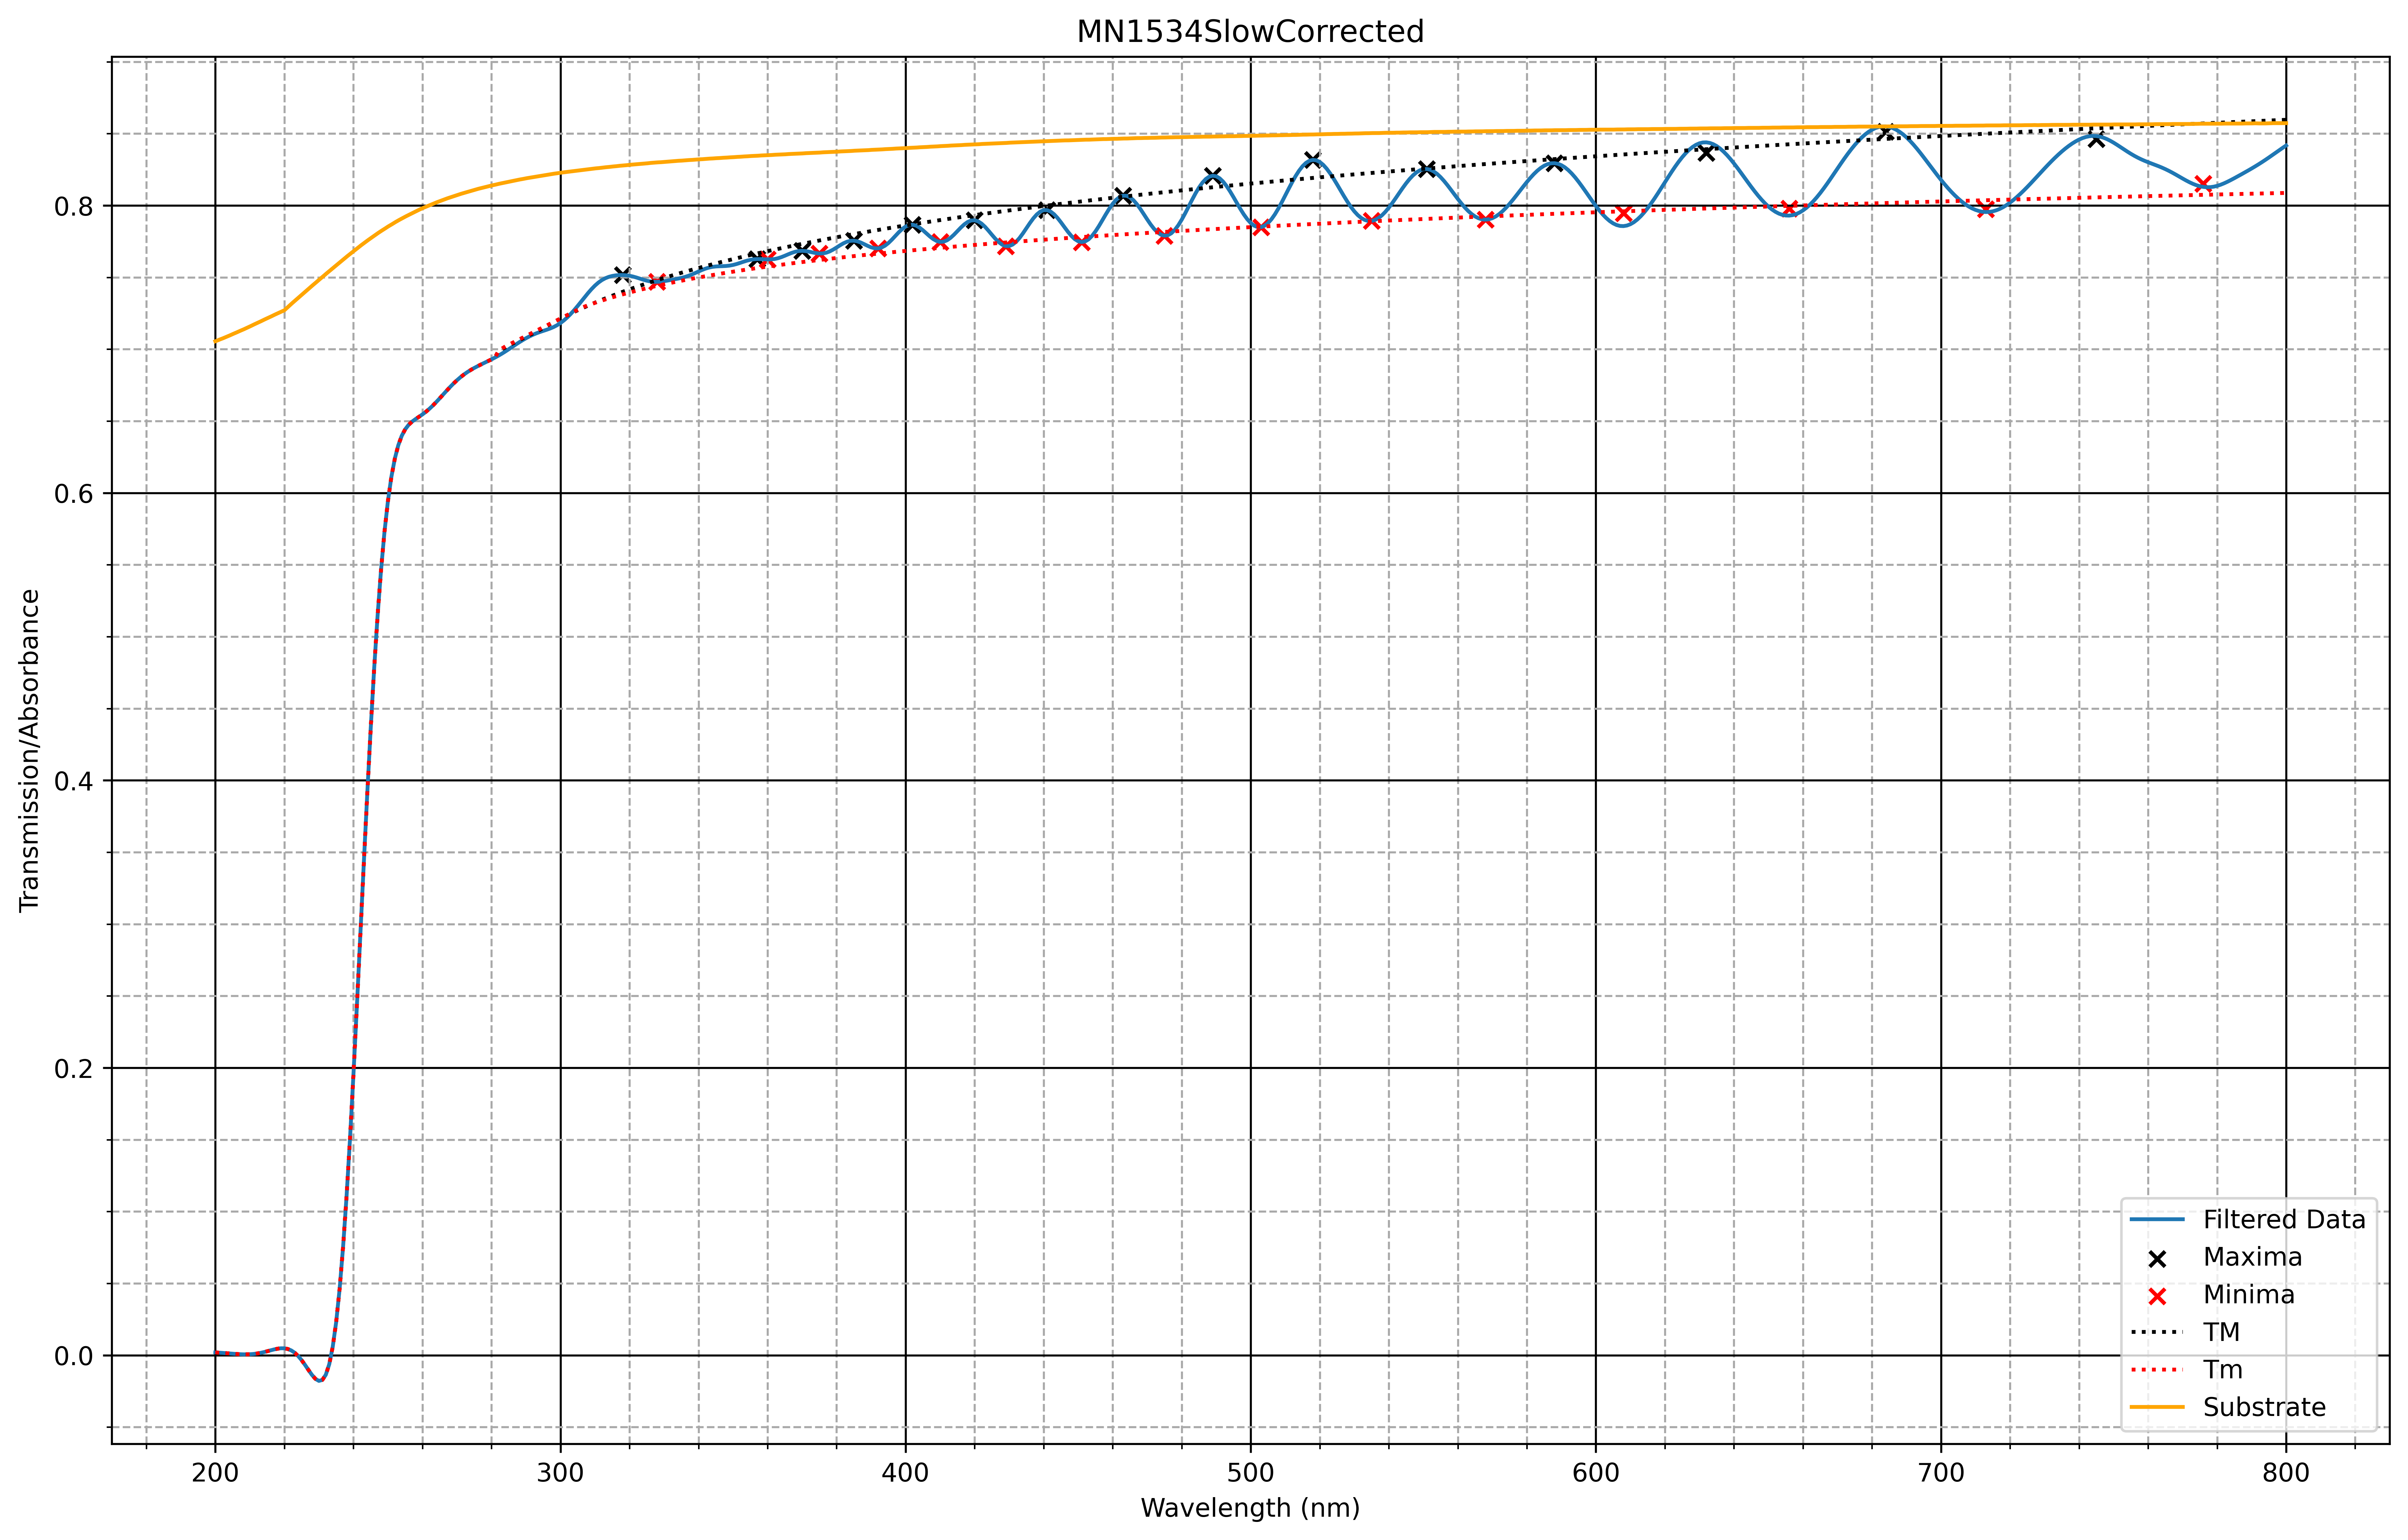 MN1534SlowCorrected
Transmission/Absorbance
0.8
0.6
0.4
0.2
0.0
200 300 400 500 600 700 800
Wavelength (nm)
Filtered Data
Maxima
Minima
TM
Tm
Substrate